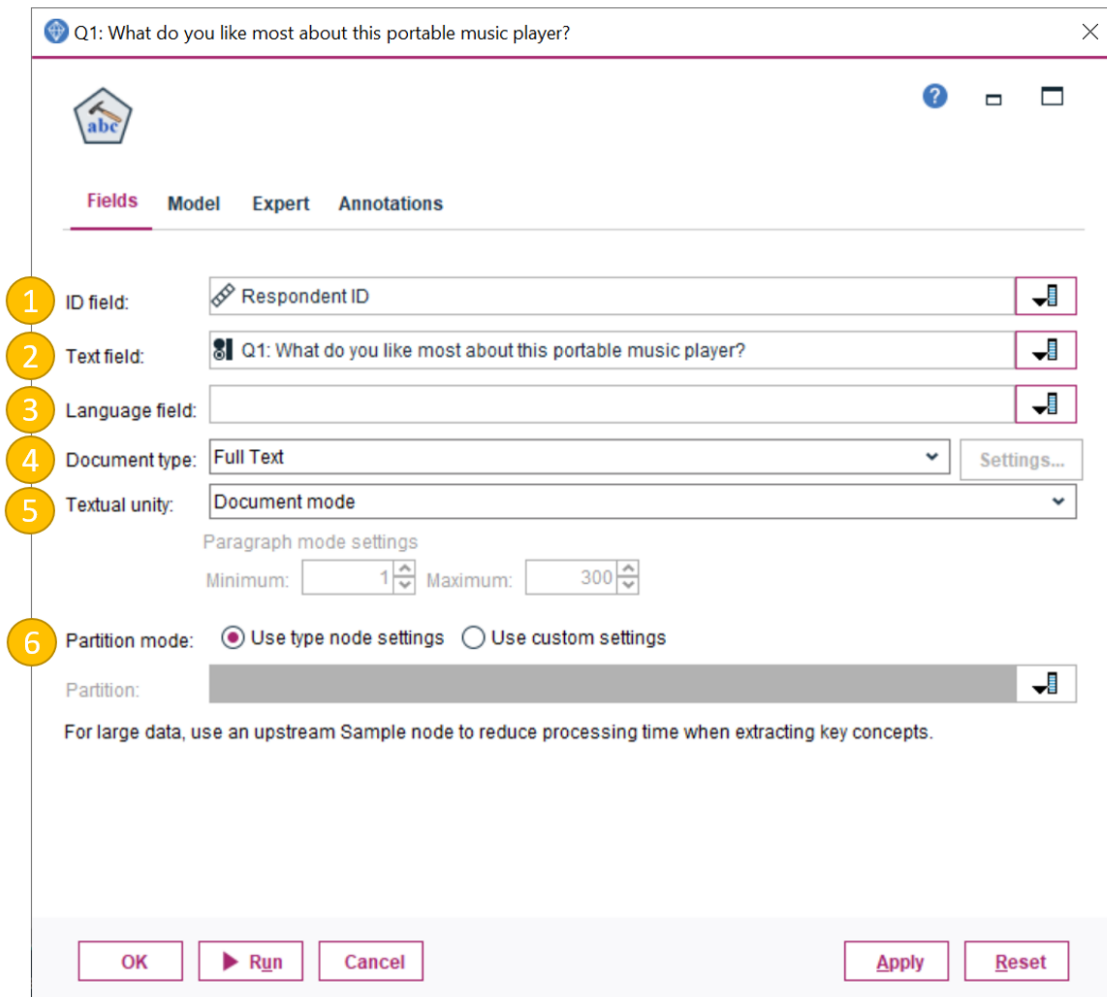 Q1: What do you like most about this portable music player?
?
abc
Fields Model Expert Annotations
1 ID field: Respondent ID
2 Text field: Q1: What do you like most about this portable music player?
3 Language field:
4 Document type: Full Text Settings...
5 Textual unity: Document mode
Paragraph mode settings
Minimum: 1 Maximum: 300
6 Partition mode: Use type node settings Use custom settings
Partition:
For large data, use an upstream Sample node to reduce processing time when extracting key concepts.
OK Run Cancel Apply Reset